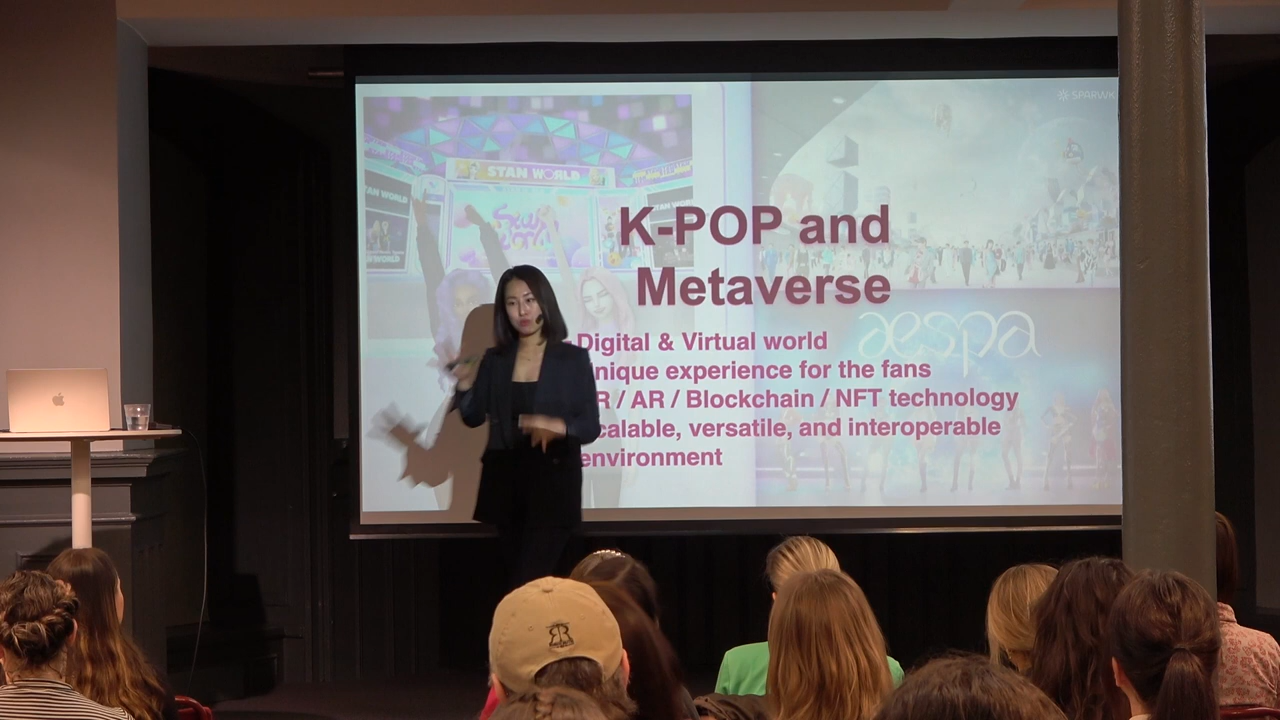 SPARWK
STAN WORLD
K-POP and
Metaverse
aespa
Digital & Virtual world
nique experience for the fans
R / AR / Blockchain / NFT technology
calable, versatile, and interoperable
environment